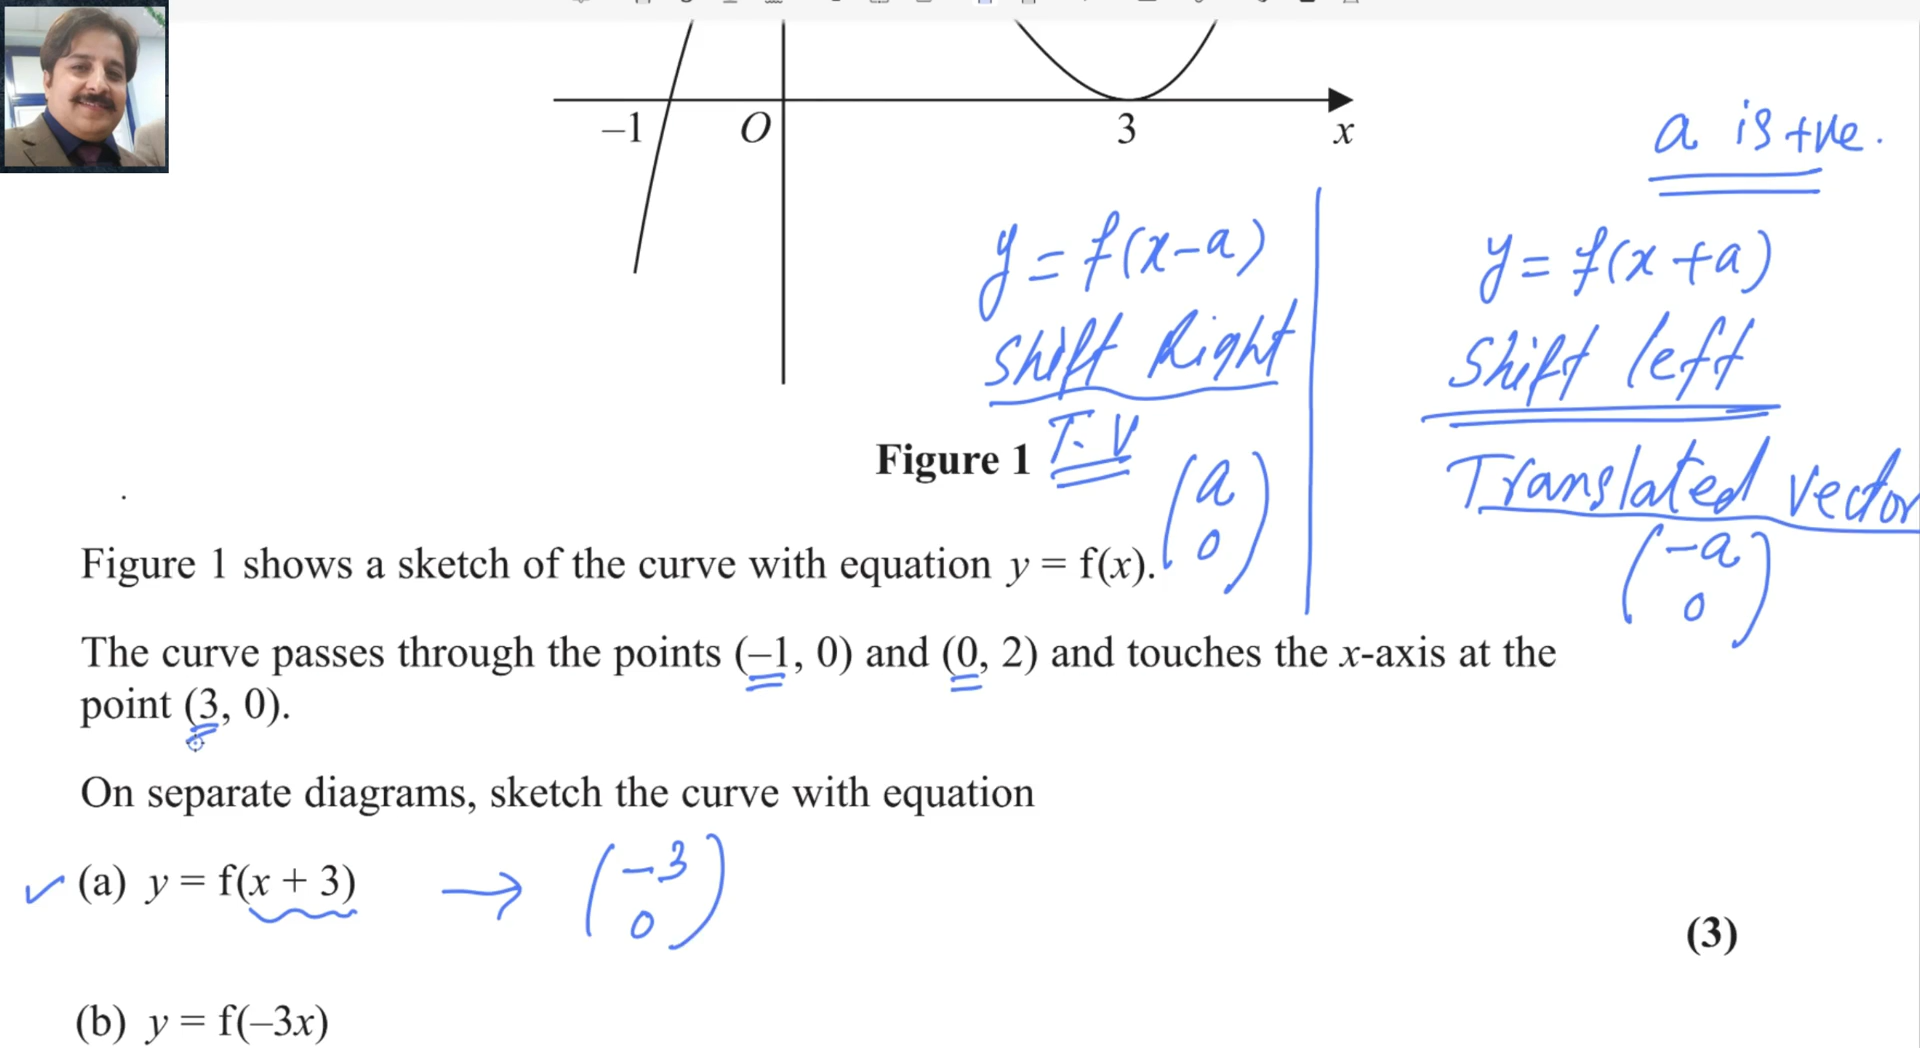 –1 O 3 x
a is +ve.
y = f(x-a)
Shift Right
T.V
(a
0)
y = f(x+a)
Shift left
Translated vector
(-a
0)
Figure 1
Figure 1 shows a sketch of the curve with equation y = f(x).
The curve passes through the points (–1, 0) and (0, 2) and touches the x-axis at the
point (3, 0).
On separate diagrams, sketch the curve with equation
(a) y = f(x + 3) → (-3
0)
(3)
(b) y = f(–3x)